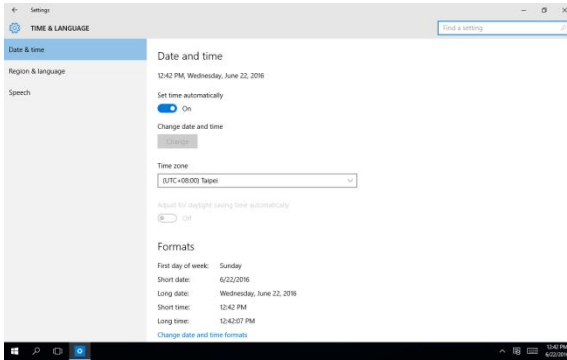 Settings
TIME & LANGUAGE
Find a setting
Date & time
Region & language
Speech
Date and time
12:42 PM, Wednesday, June 22, 2016
Set time automatically
On
Change date and time
Change
Time zone
(UTC+08:00) Taipei
Adjust for daylight saving time automatically
Off
Formats
First day of week: Sunday
Short date: 6/22/2016
Long date: Wednesday, June 22, 2016
Short time: 12:42 PM
Long time: 12:42:07 PM
Change date and time formats
12:42 PM
6/22/2016